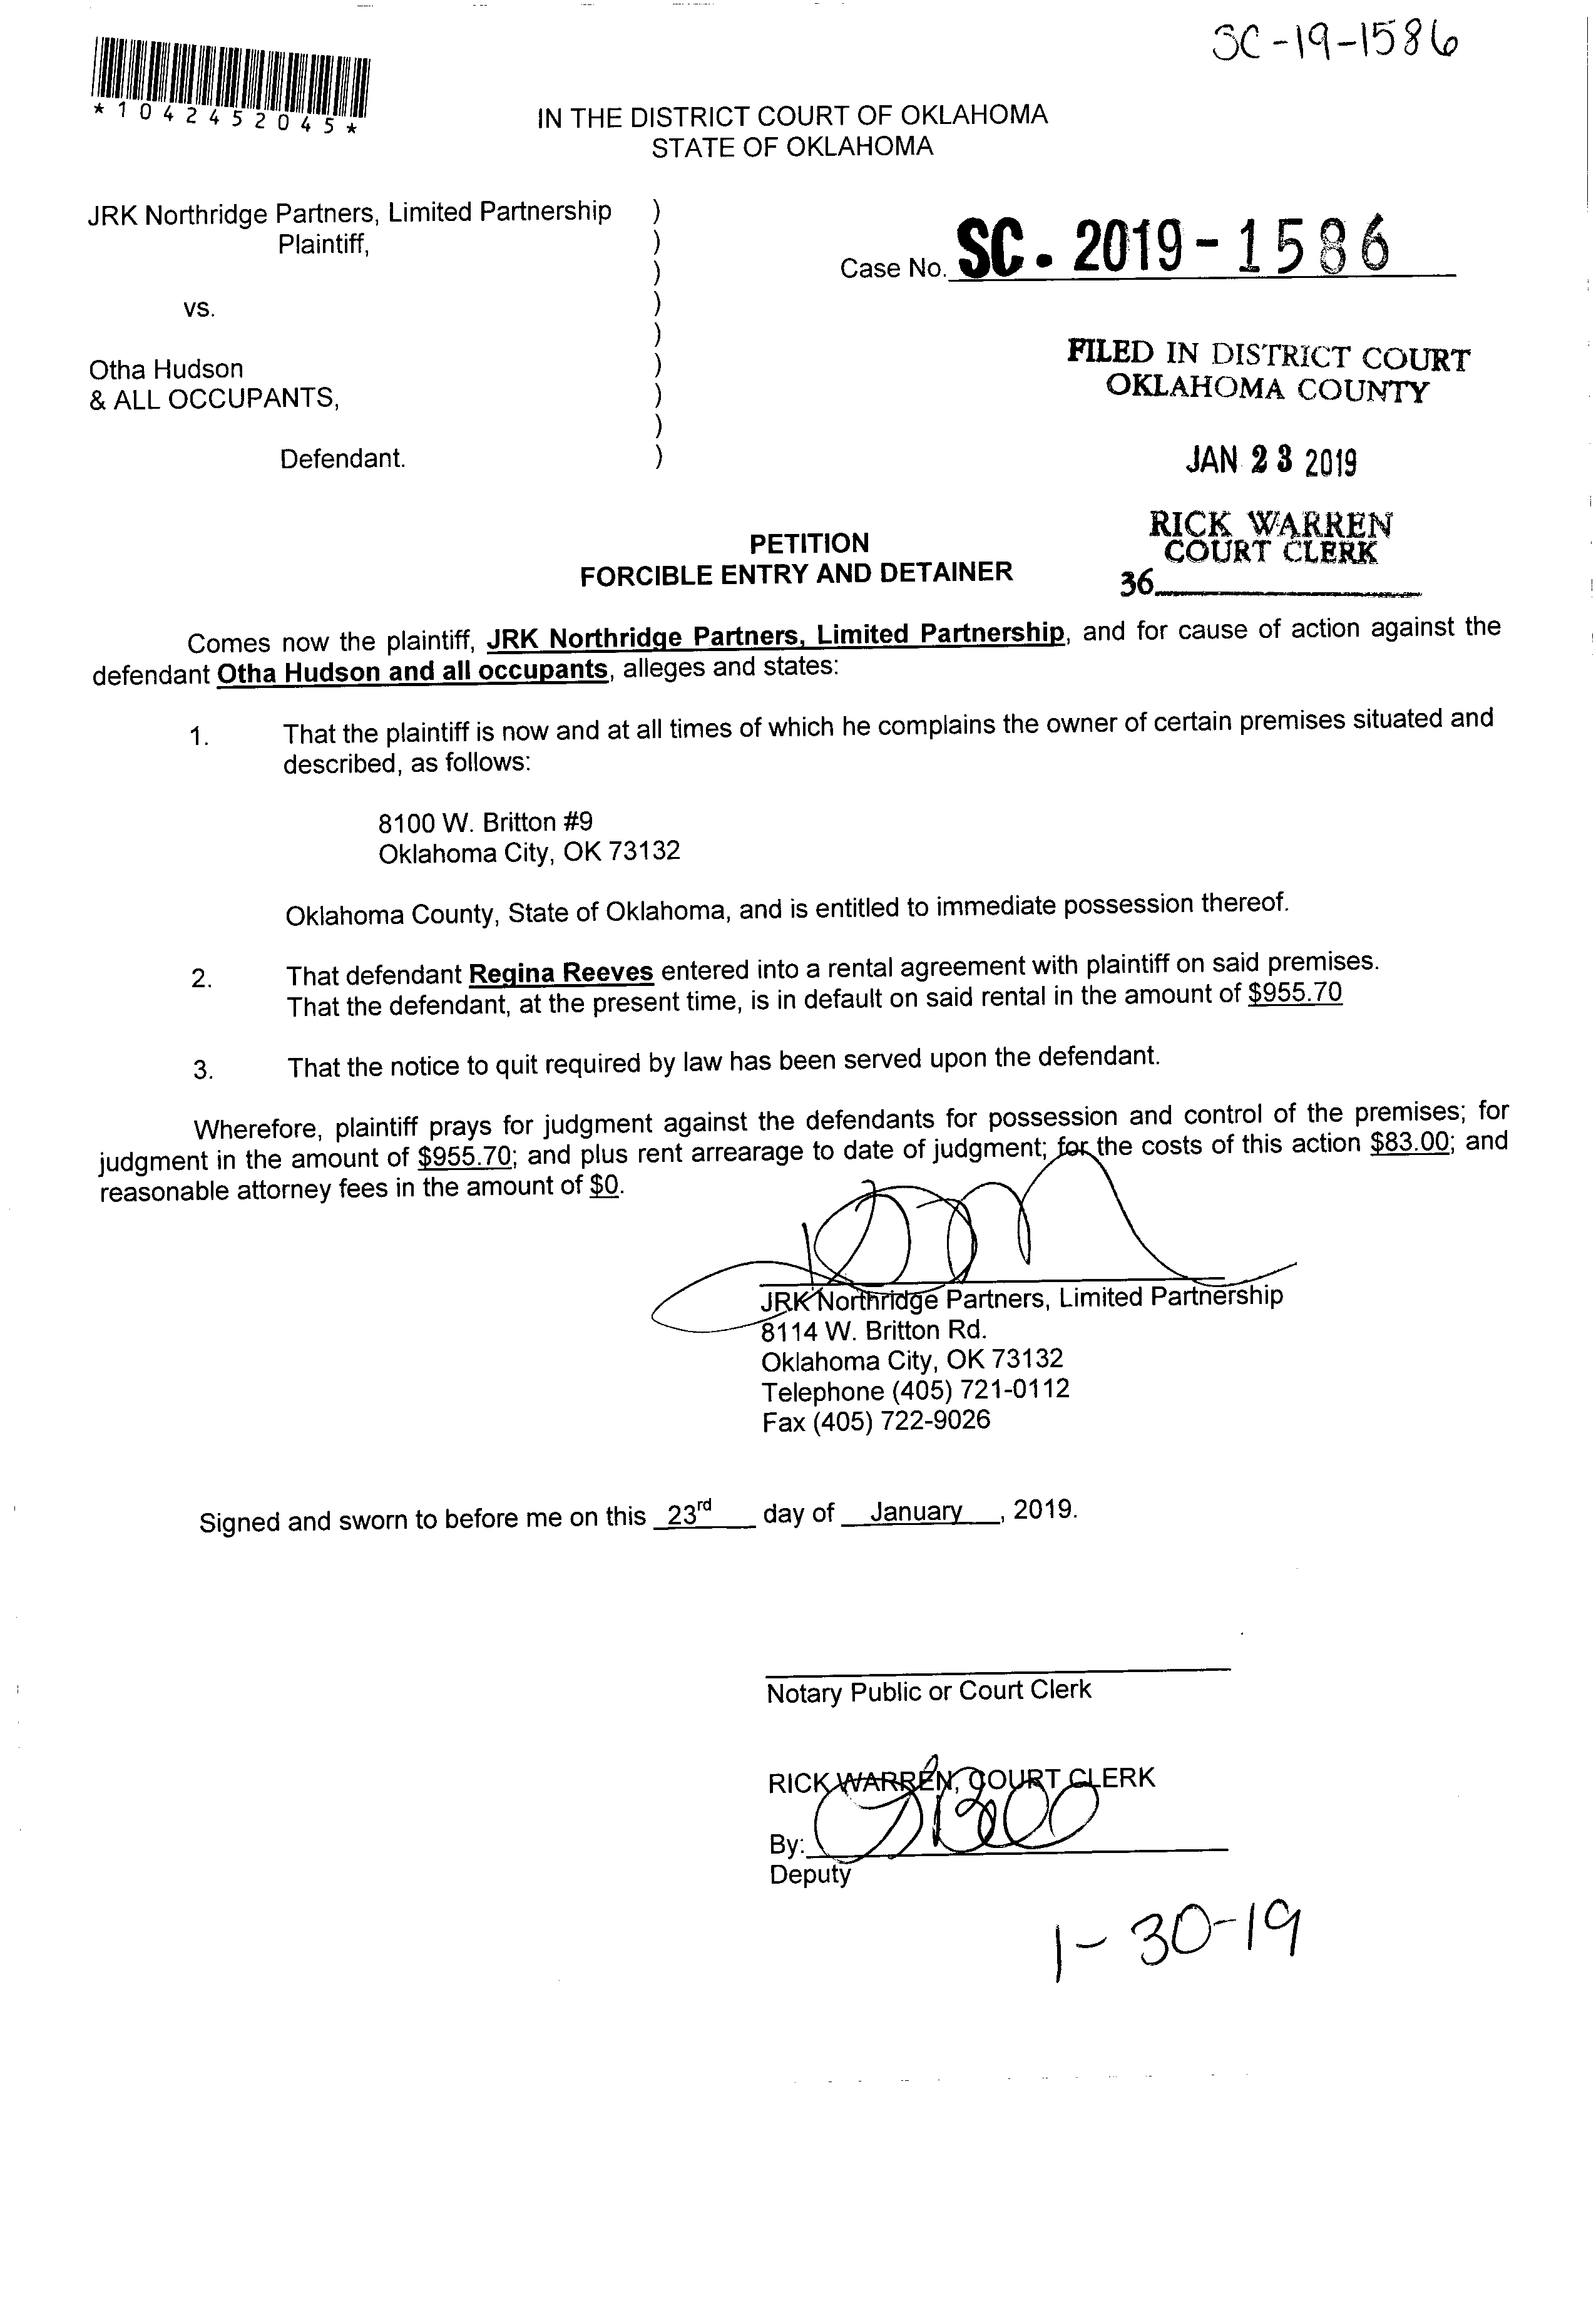 SC-19-1586
*1042452045*
IN THE DISTRICT COURT OF OKLAHOMA
STATE OF OKLAHOMA
JRK Northridge Partners, Limited Partnership )
Plaintiff, )
)
Case No. SC. 2019-1586
vs. )
)
Otha Hudson )
& ALL OCCUPANTS, )
)
Defendant. )
FILED IN DISTRICT COURT
OKLAHOMA COUNTY
JAN 23 2019
RICK WARREN
COURT CLERK
36
PETITION
FORCIBLE ENTRY AND DETAINER
Comes now the plaintiff, JRK Northridge Partners, Limited Partnership, and for cause of action against the
defendant Otha Hudson and all occupants, alleges and states:
1. That the plaintiff is now and at all times of which he complains the owner of certain premises situated and
described, as follows:
8100 W. Britton #9
Oklahoma City, OK 73132
Oklahoma County, State of Oklahoma, and is entitled to immediate possession thereof.
2. That defendant Regina Reeves entered into a rental agreement with plaintiff on said premises.
That the defendant, at the present time, is in default on said rental in the amount of $955.70
3. That the notice to quit required by law has been served upon the defendant.
Wherefore, plaintiff prays for judgment against the defendants for possession and control of the premises; for
judgment in the amount of $955.70; and plus rent arrearage to date of judgment; for the costs of this action $83.00; and
reasonable attorney fees in the amount of $0.
JRK Northridge Partners, Limited Partnership
8114 W. Britton Rd.
Oklahoma City, OK 73132
Telephone (405) 721-0112
Fax (405) 722-9026
Signed and sworn to before me on this 23rd day of January, 2019.
Notary Public or Court Clerk
RICK WARREN, COURT CLERK
By:
Deputy
1-30-19